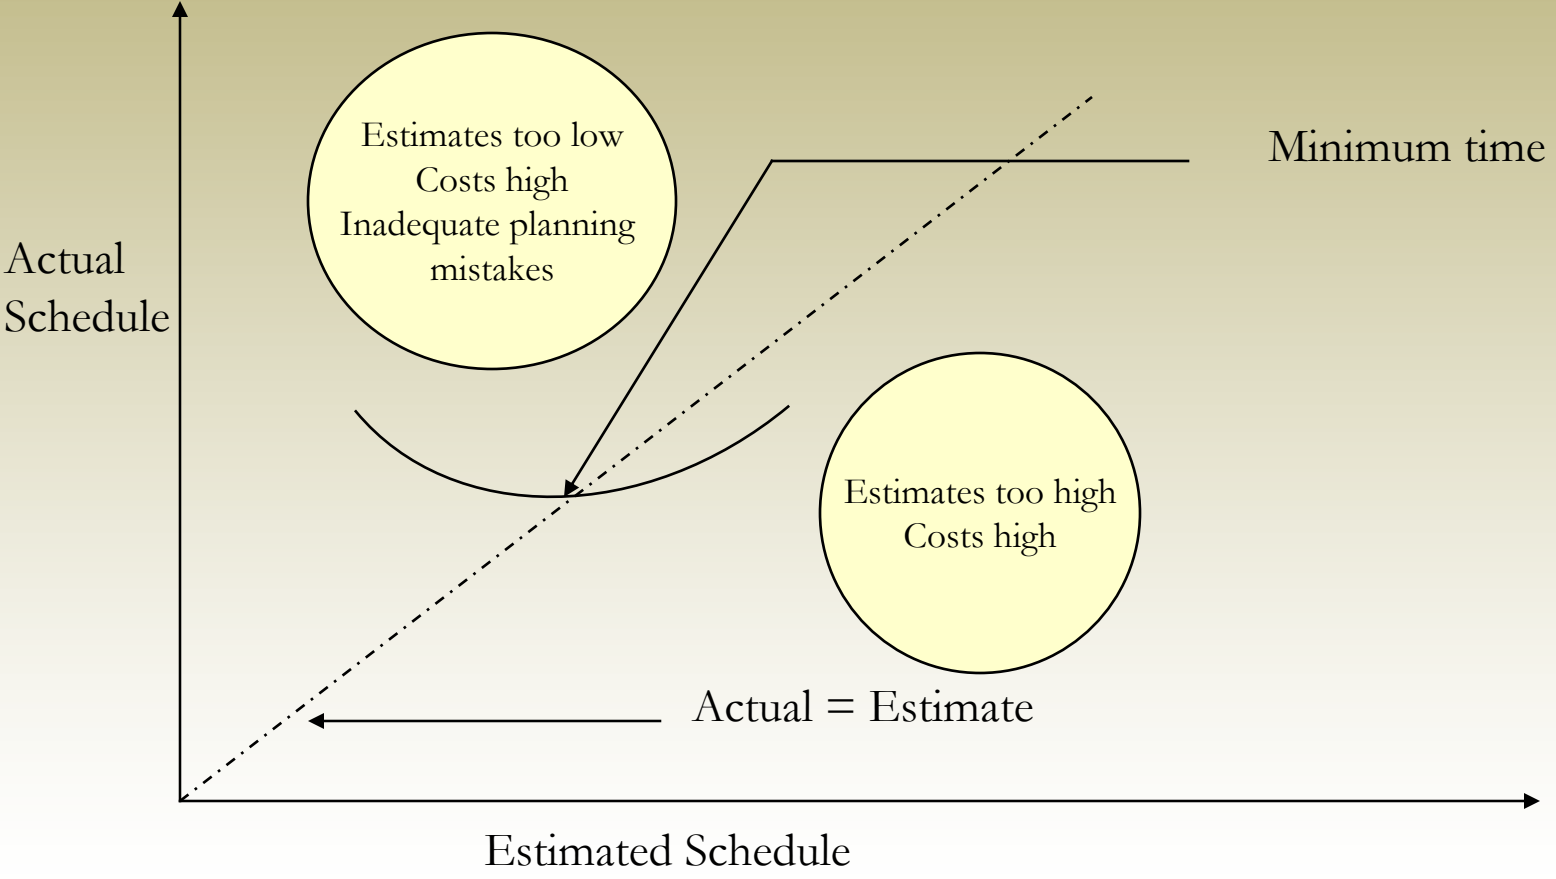 Estimates too low
Costs high
Inadequate planning
mistakes
Minimum time
Actual
Schedule
Estimates too high
Costs high
Actual = Estimate
Estimated Schedule